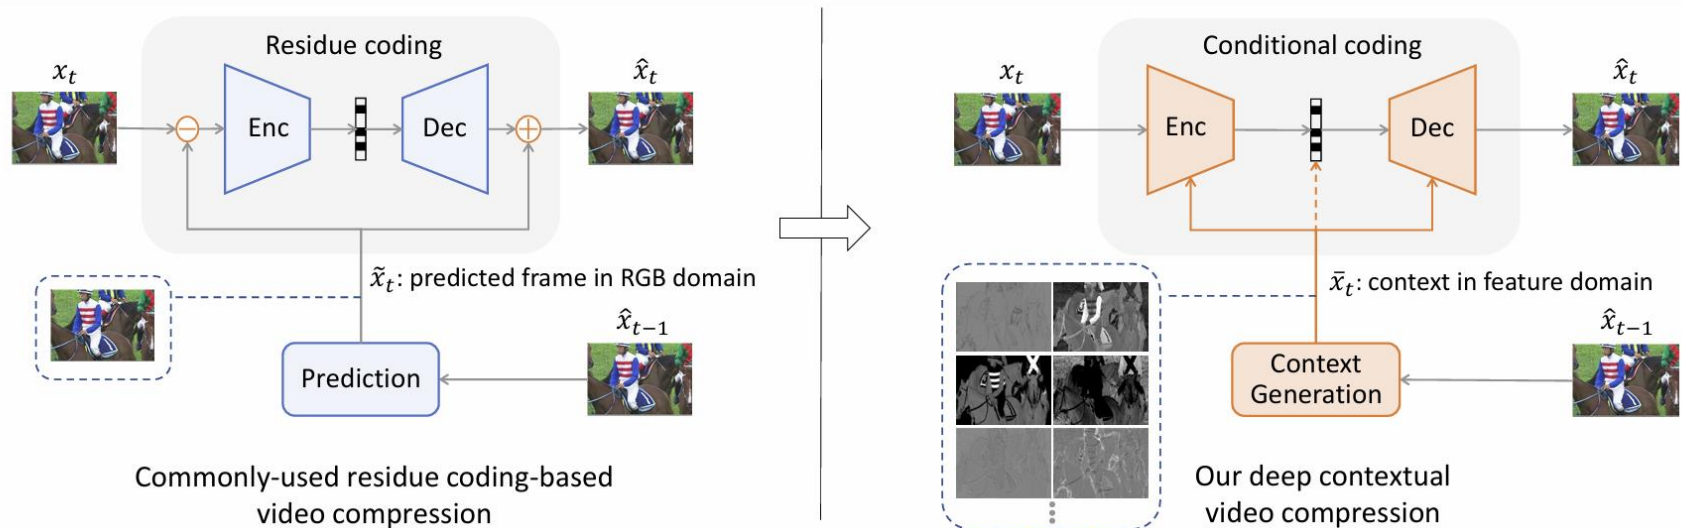 Residue coding
x_t
x̂_t
Enc
Dec
x̃_t: predicted frame in RGB domain
x̂_{t−1}
Prediction
Commonly-used residue coding-based
video compression
Conditional coding
x_t
x̂_t
Enc
Dec
x̄_t: context in feature domain
x̂_{t−1}
Context
Generation
Our deep contextual
video compression